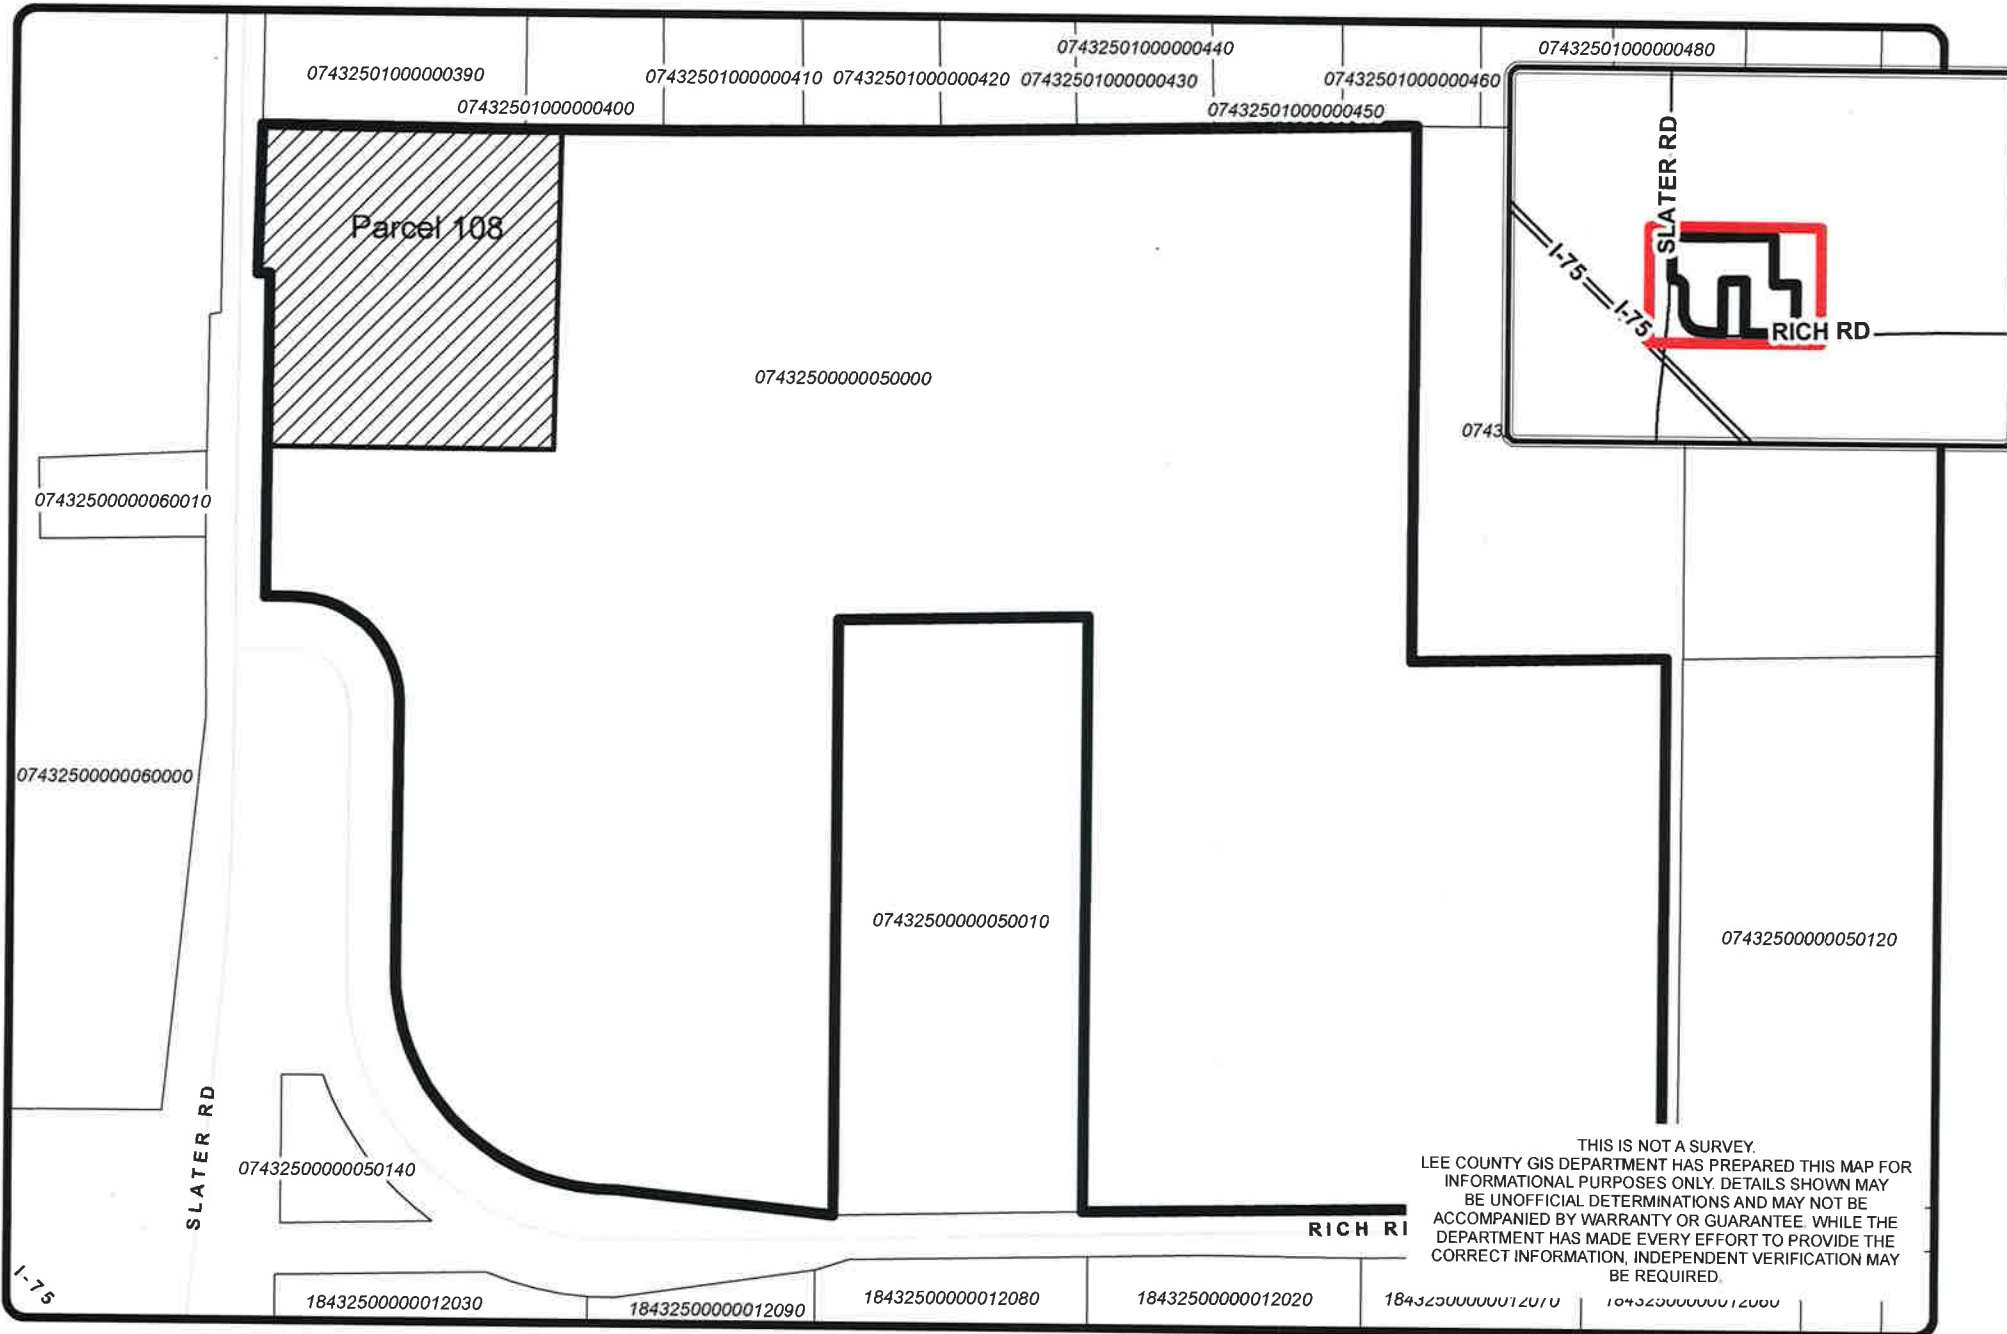 07432501000000440
07432501000000480
07432501000000390
07432501000000410
07432501000000420
07432501000000430
07432501000000460
07432501000000400
07432501000000450
Parcel 108
SLATER RD
I-75
I-75
RICH RD
07432500000050000
0743
07432500000060010
07432500000060000
07432500000050010
07432500000050120
SLATER RD
07432500000050140
RICH RI
THIS IS NOT A SURVEY.
LEE COUNTY GIS DEPARTMENT HAS PREPARED THIS MAP FOR
INFORMATIONAL PURPOSES ONLY. DETAILS SHOWN MAY
BE UNOFFICIAL DETERMINATIONS AND MAY NOT BE
ACCOMPANIED BY WARRANTY OR GUARANTEE. WHILE THE
DEPARTMENT HAS MADE EVERY EFFORT TO PROVIDE THE
CORRECT INFORMATION, INDEPENDENT VERIFICATION MAY
BE REQUIRED.
I-75
18432500000012030
18432500000012090
18432500000012080
18432500000012020
18432500000012070
18432500000012060